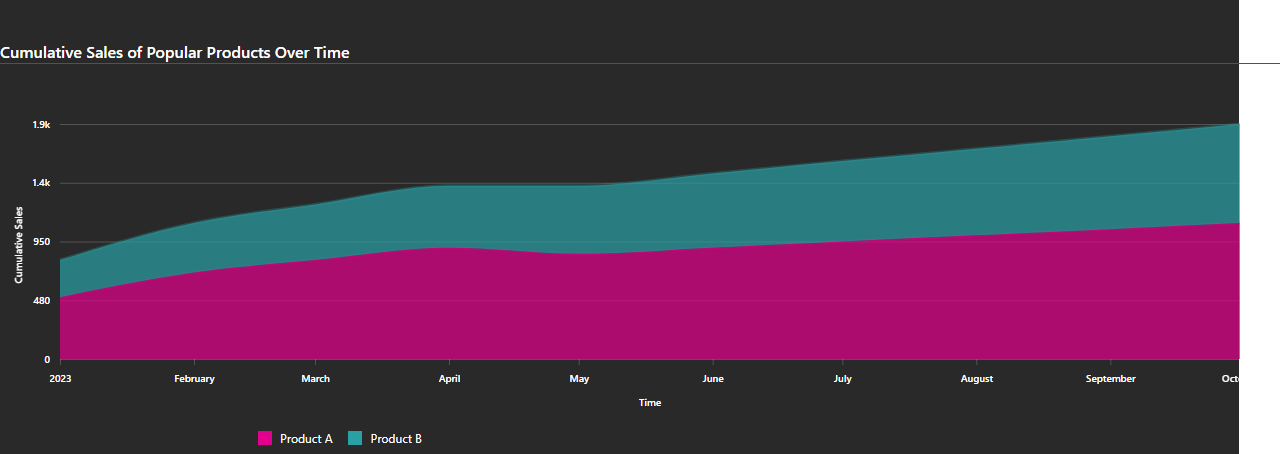 Cumulative Sales of Popular Products Over Time
1.9k
1.4k
950
480
0
Cumulative Sales
2023 February March April May June July August September Octo
Time
Product A Product B